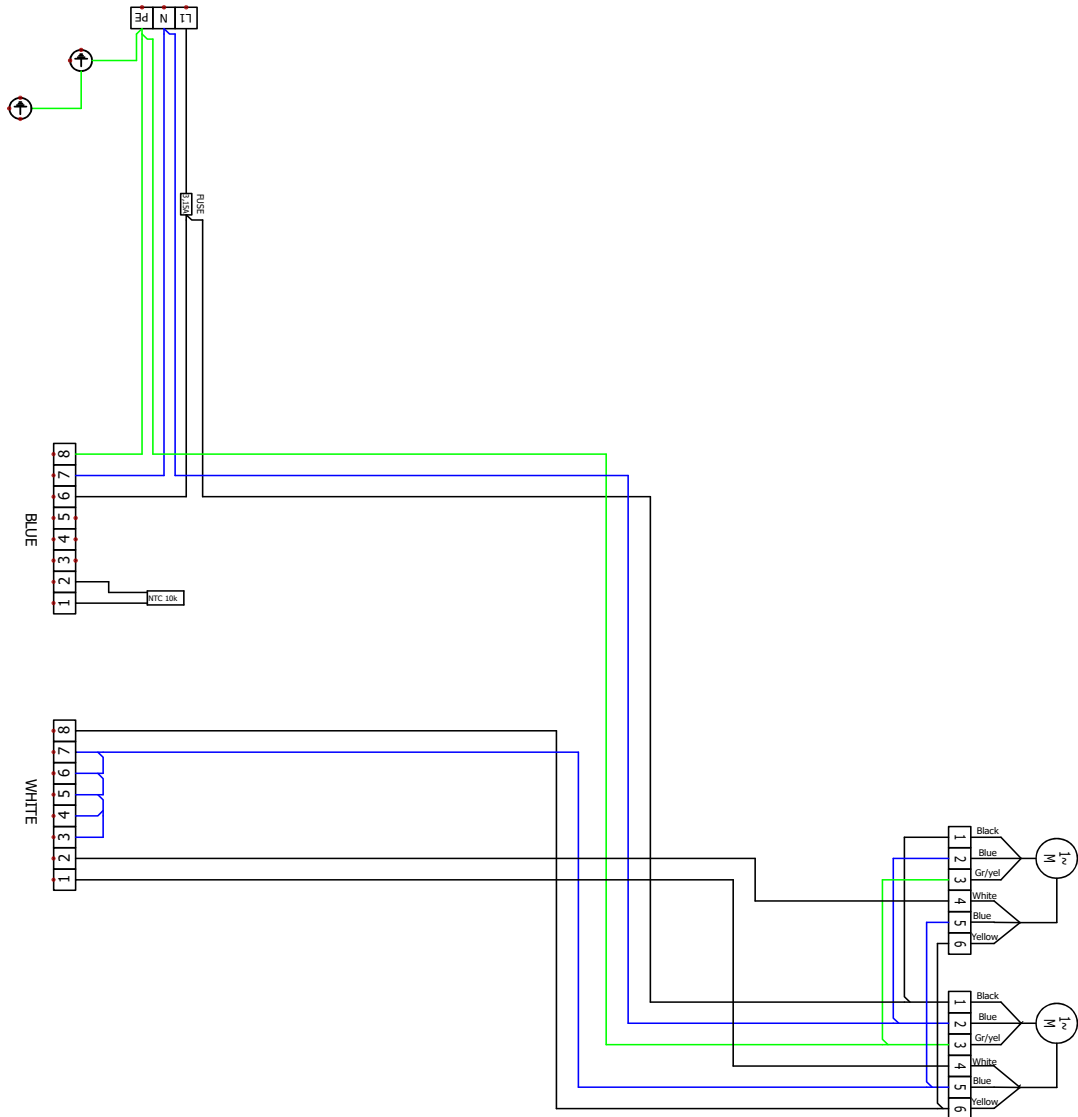 PE N L1
FUSE
3,15A
8
7
6
5
4
3
2
1
BLUE
NTC 10k
8
7
6
5
4
3
2
1
WHITE
1 Black
2 Blue
3 Gr/yel
4 White
5 Blue
6 Yellow
1~
M
1 Black
2 Blue
3 Gr/yel
4 White
5 Blue
6 Yellow
1~
M